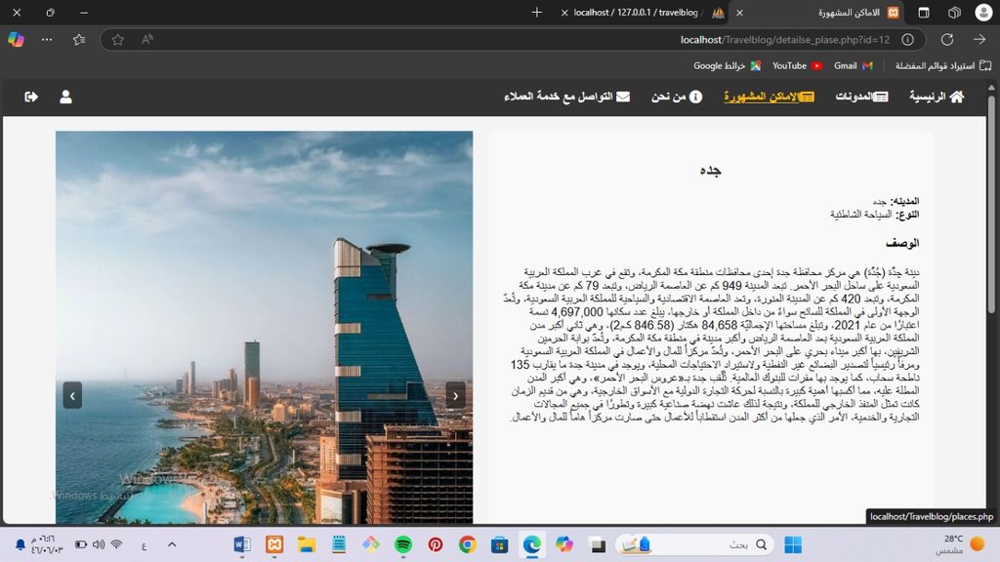 الاماكن المشهورة
localhost / 127.0.0.1 / travelblog
localhost/Travelblog/detailse_plase.php?id=12
استيراد قوائم المفضلة
Gmail
YouTube
خرائط Google
الرئيسية
المدونات
الاماكن المشهورة
من نحن
التواصل مع خدمة العملاء
جده
المدينه: جده
النوع: السياحة الشاطئية
الوصف
دينة جِدَّة (جُدَّة) هي مركز محافظة جدة إحدى محافظات منطقة مكة المكرمة، وتقع في غرب المملكة العربية
السعودية على ساحل البحر الأحمر. تبعد المدينة 949 كم عن العاصمة الرياض، وتبعد 79 كم عن مدينة مكة
المكرمة، وتبعد 420 كم عن المدينة المنورة، وتعد العاصمة الاقتصادية والسياحية للمملكة العربية السعودية، وتُعدّ
الوجهة الأولى في المملكة للسائح سواءً من داخل المملكة أو خارجها، يبلغ عدد سكانها 4,697,000 نسمة
اعتبارًا من عام 2021، وتبلغ مساحتها الإجماليّة 84,658 هكتار (846.58 كم2)، وهي ثاني أكبر مدن
المملكة العربية السعودية بعد العاصمة الرياض وأكبر مدينة في منطقة مكة المكرمة، وتُعدّ بوابة الحرمين
الشريفين، بها أكبر ميناء بحري على البحر الأحمر، وتُعدّ مركزاً للمال والأعمال في المملكة العربية السعودية
ومرفأً رئيسياً لتصدير البضائع غير النفطية ولاستيراد الاحتياجات المحلية، ويوجد في مدينة جدة ما يقارب 135
ناطحة سحاب، كما يوجد بها مقرات للبنوك العالمية. تُلقب جدة بـ«عروس البحر الأحمر»، وهي أكبر المدن
المطلة عليه، مما أكسبها أهمية كبيرة بالنسبة لحركة التجارة الدولية مع الأسواق الخارجية، وهي من قديم الزمان
كانت تمثل المنفذ الخارجي للمملكة، ونتيجة لذلك عاشت نهضة صناعية كبيرة وتطورًا في جميع المجالات
التجارية والخدمية، الأمر الذي جعلها من أكثر المدن استقطاباً للأعمال حتى صارت مركزاً هاماً للمال والأعمال.
Windows
Windows
localhost/Travelblog/places.php
28°C
مشمس
بحث
ع
٠٦:١٦ م
٤٦/٠٦/٠٣